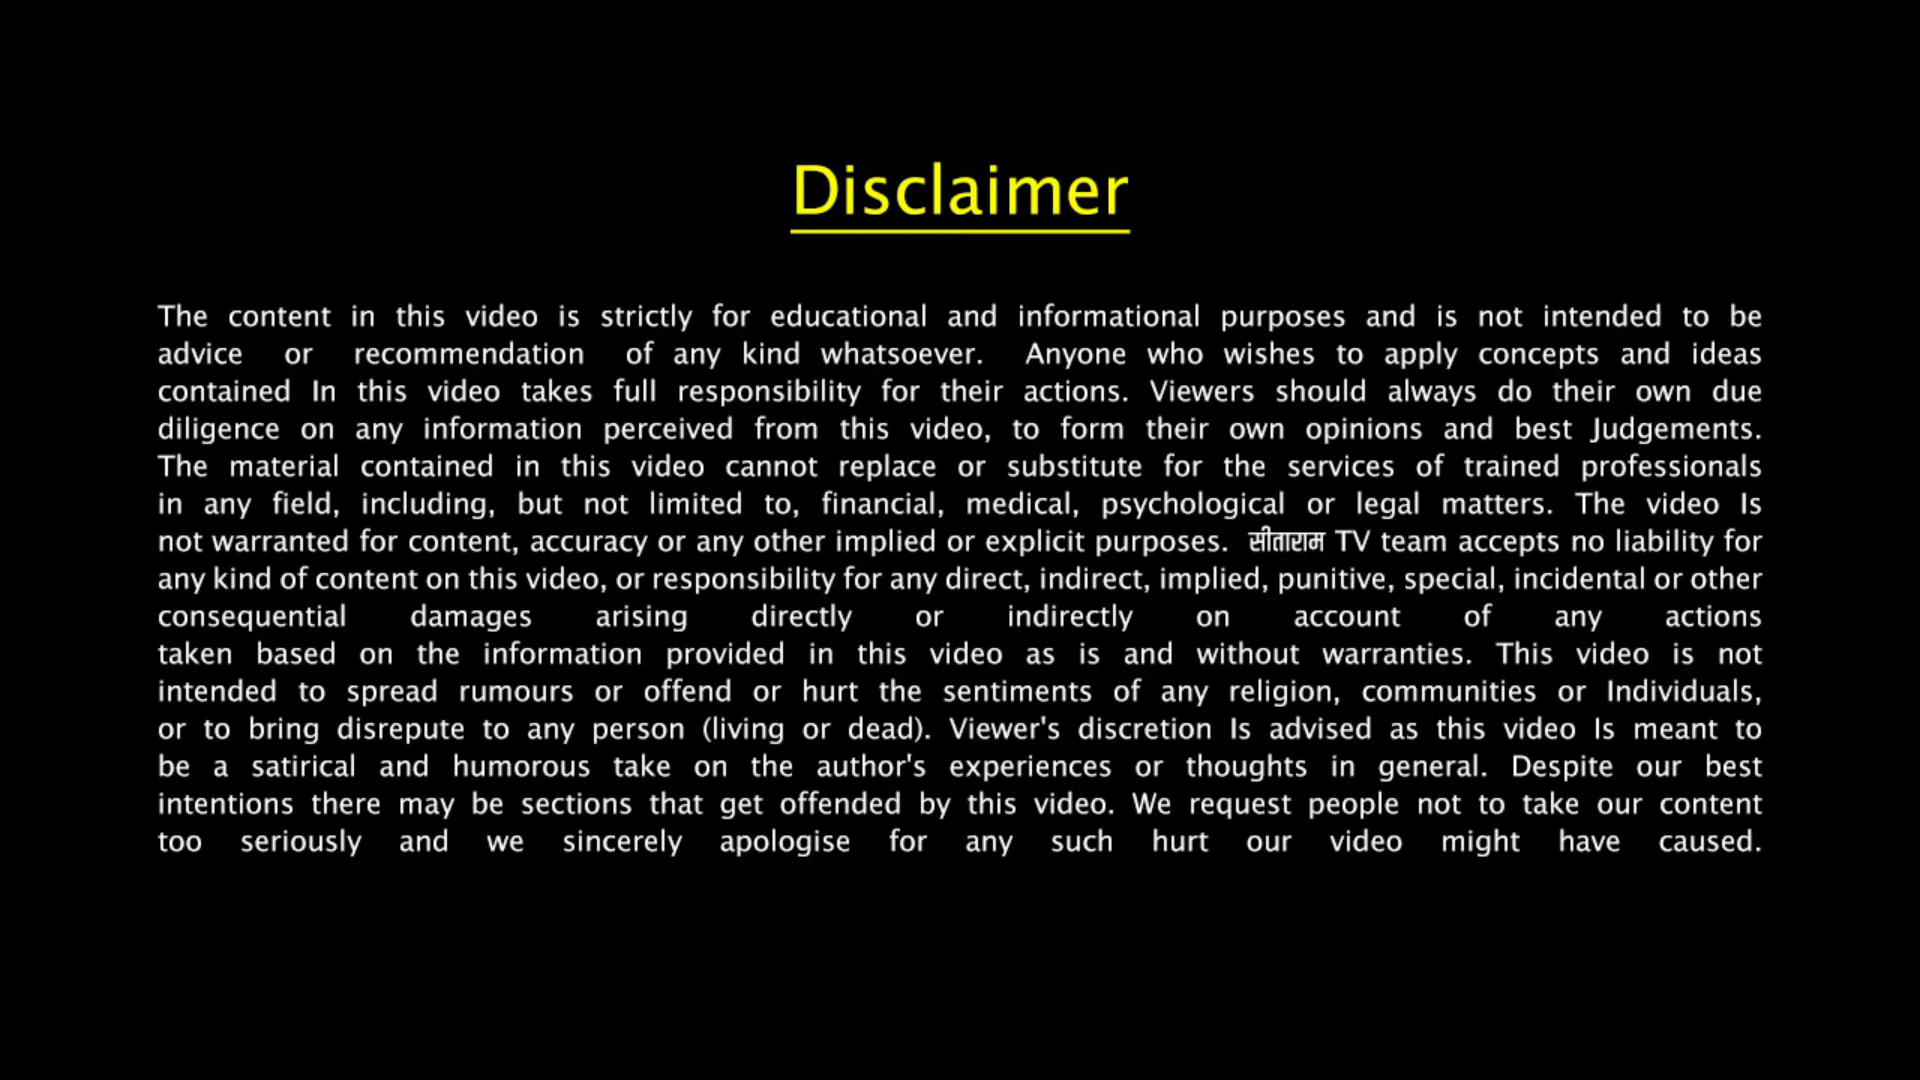 Disclaimer
The content in this video is strictly for educational and informational purposes and is not intended to be
advice or recommendation of any kind whatsoever. Anyone who wishes to apply concepts and ideas
contained In this video takes full responsibility for their actions. Viewers should always do their own due
diligence on any information perceived from this video, to form their own opinions and best Judgements.
The material contained in this video cannot replace or substitute for the services of trained professionals
in any field, including, but not limited to, financial, medical, psychological or legal matters. The video Is
not warranted for content, accuracy or any other implied or explicit purposes. सीताराम TV team accepts no liability for
any kind of content on this video, or responsibility for any direct, indirect, implied, punitive, special, incidental or other
consequential damages arising directly or indirectly on account of any actions
taken based on the information provided in this video as is and without warranties. This video is not
intended to spread rumours or offend or hurt the sentiments of any religion, communities or Individuals,
or to bring disrepute to any person (living or dead). Viewer's discretion Is advised as this video Is meant to
be a satirical and humorous take on the author's experiences or thoughts in general. Despite our best
intentions there may be sections that get offended by this video. We request people not to take our content
too seriously and we sincerely apologise for any such hurt our video might have caused.